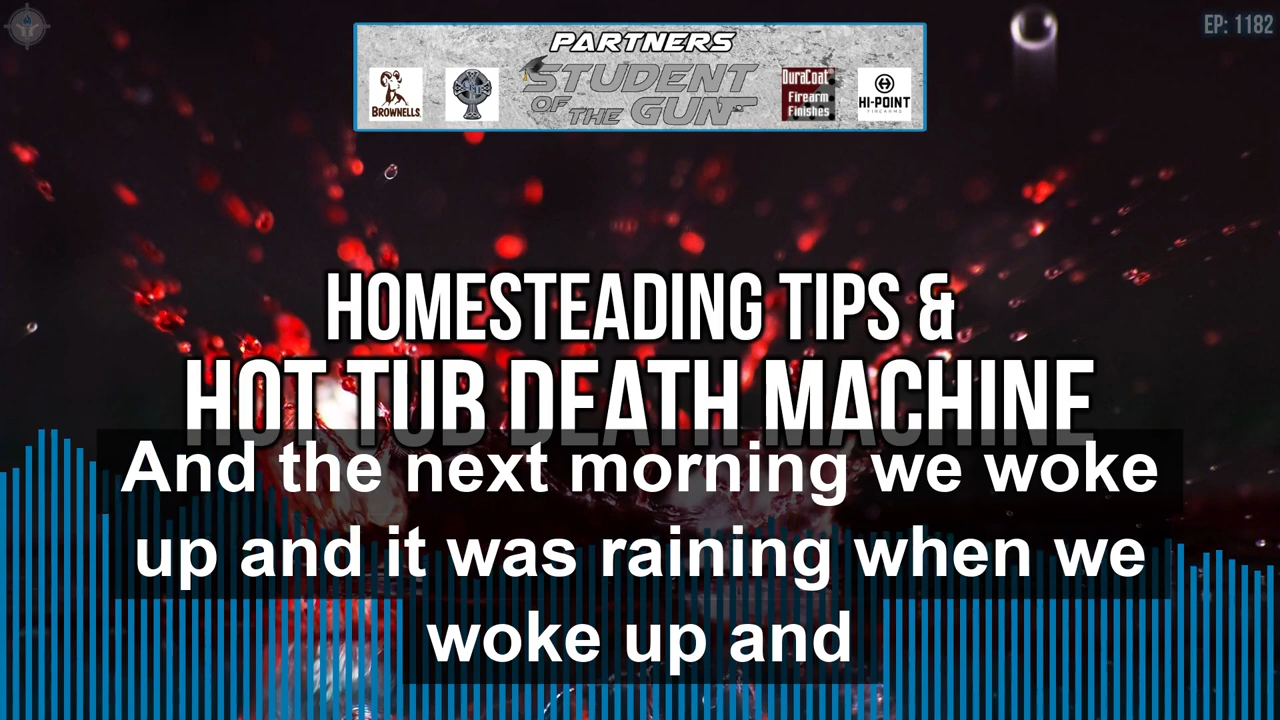 EP: 1182
PARTNERS
STUDENT
OF THE GUN
BROWNELLS
DuraCoat
Firearm
Finishes
HI-POINT
FIREARMS
HOMESTEADING TIPS &
HOT TUB DEATH MACHINE
And the next morning we woke
up and it was raining when we
woke up and